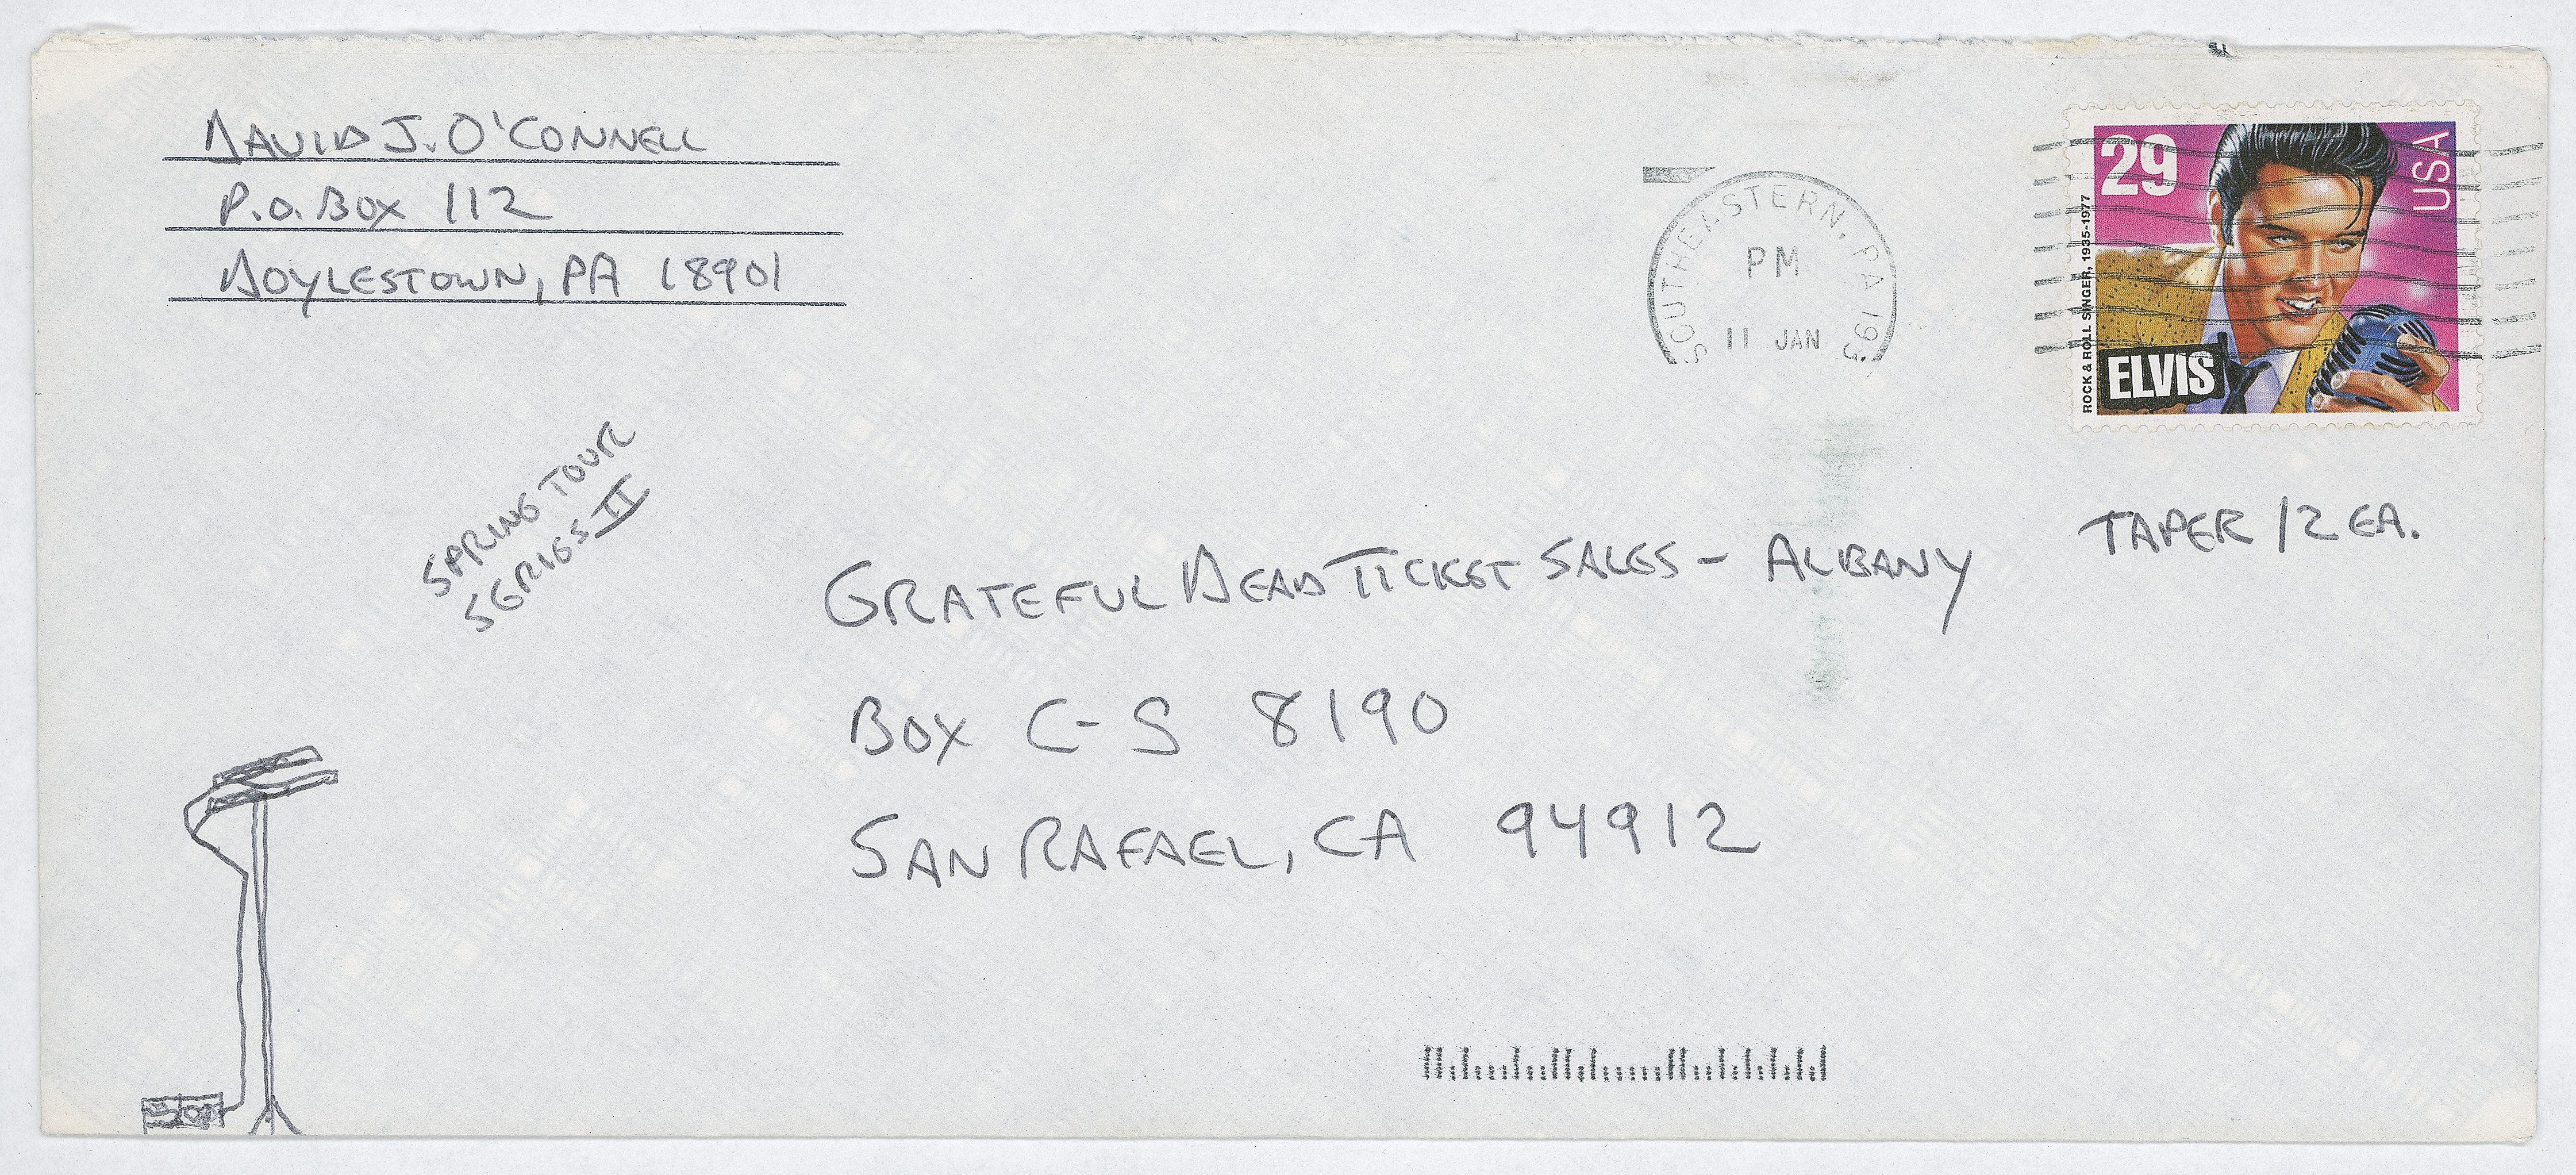 DAVID J. O'CONNELL
P.O. BOX 112
DOYLESTOWN, PA 18901
SOUTHEASTERN, PA 193
PM
11 JAN
29
USA
ROCK & ROLL SINGER, 1935-1977
ELVIS
SPRING TOUR
SERIES II
TAPER / 2 EA.
GRATEFUL DEAD TICKET SALES - ALBANY
BOX C-S 8190
SAN RAFAEL, CA 94912